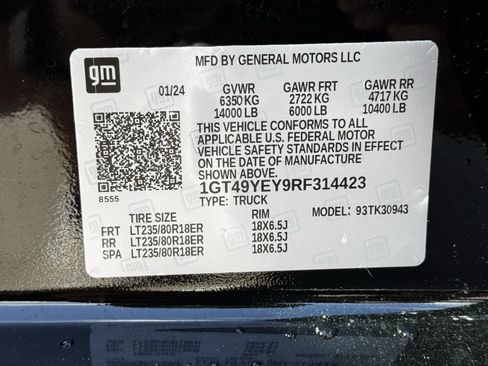 gm
MFD BY GENERAL MOTORS LLC
01/24 GVWR GAWR FRT GAWR RR
6350 KG 2722 KG 4717 KG
14000 LB 6000 LB 10400 LB
THIS VEHICLE CONFORMS TO ALL
APPLICABLE U.S. FEDERAL MOTOR
VEHICLE SAFETY STANDARDS IN EFFECT
ON THE DATE OF MANUFACTURE
SHOWN ABOVE.
8555
1GT49YEY9RF314423
TYPE: TRUCK
TIRE SIZE RIM MODEL: 93TK30943
FRT LT235/80R18ER 18X6.5J
RR LT235/80R18ER 18X6.5J
SPA LT235/80R18ER 18X6.5J